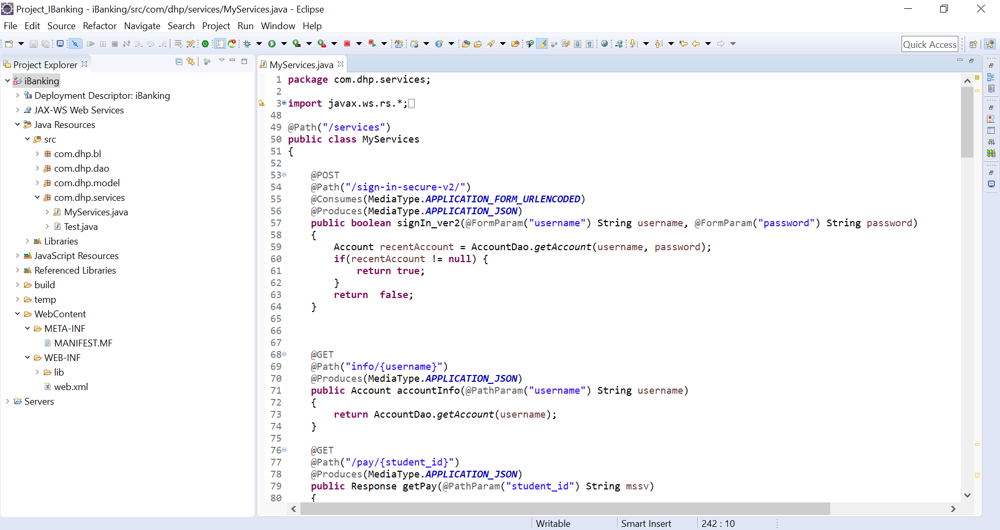 Project_IBanking - iBanking/src/com/dhp/services/MyServices.java - Eclipse
File Edit Source Refactor Navigate Search Project Run Window Help
Quick Access
Project Explorer
iBanking
Deployment Descriptor: iBanking
JAX-WS Web Services
Java Resources
src
com.dhp.bl
com.dhp.dao
com.dhp.model
com.dhp.services
MyServices.java
Test.java
Libraries
JavaScript Resources
Referenced Libraries
build
temp
WebContent
META-INF
MANIFEST.MF
WEB-INF
lib
web.xml
Servers
MyServices.java
1 package com.dhp.services;
2
3 import javax.ws.rs.*;
48
49 @Path("/services")
50 public class MyServices
51 {
52
53 @POST
54 @Path("/sign-in-secure-v2/")
55 @Consumes(MediaType.APPLICATION_FORM_URLENCODED)
56 @Produces(MediaType.APPLICATION_JSON)
57 public boolean signIn_ver2(@FormParam("username") String username, @FormParam("password") String password)
58 {
59 Account recentAccount = AccountDao.getAccount(username, password);
60 if(recentAccount != null) {
61 return true;
62 }
63 return  false;
64 }
65
66
67
68 @GET
69 @Path("info/{username}")
70 @Produces(MediaType.APPLICATION_JSON)
71 public Account accountInfo(@PathParam("username") String username)
72 {
73 return AccountDao.getAccount(username);
74 }
75
76 @GET
77 @Path("/pay/{student_id}")
78 @Produces(MediaType.APPLICATION_JSON)
79 public Response getPay(@PathParam("student_id") String mssv)
80 {
Writable Smart Insert 242 : 10